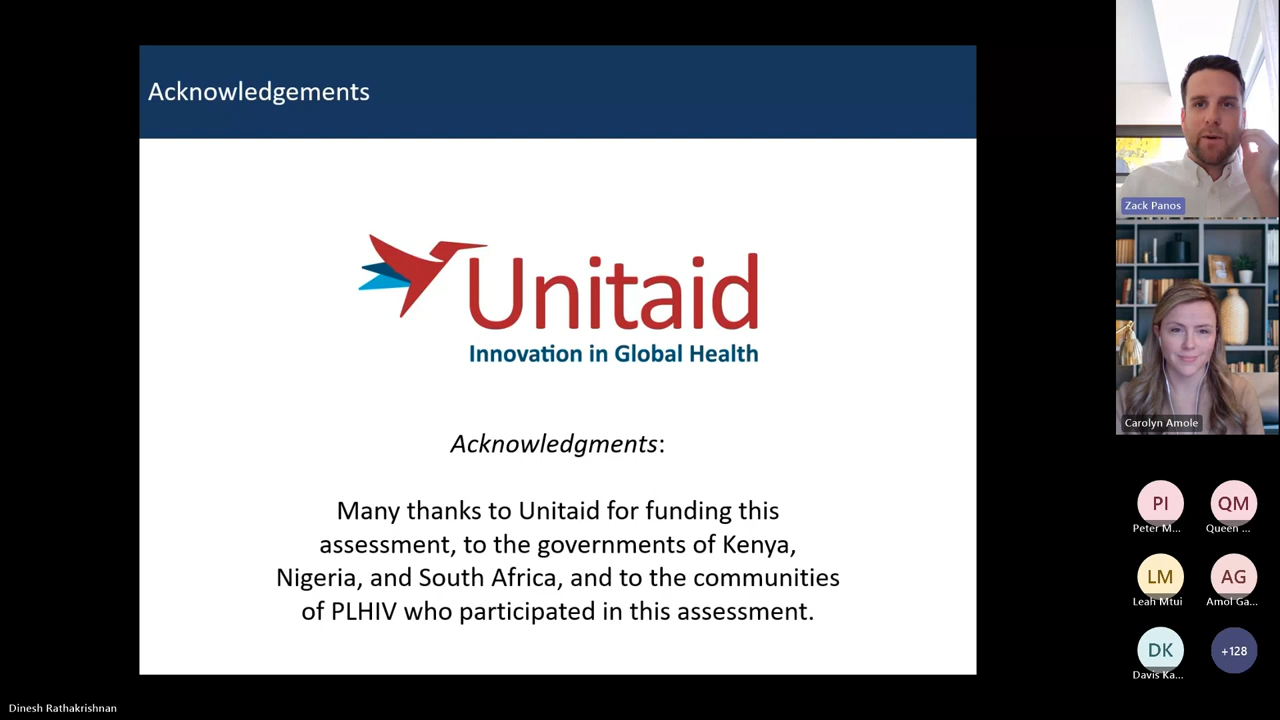 Acknowledgements
Unitaid
Innovation in Global Health
Acknowledgments:
Many thanks to Unitaid for funding this
assessment, to the governments of Kenya,
Nigeria, and South Africa, and to the communities
of PLHIV who participated in this assessment.
Zack Panos
Carolyn Amole
PI
QM
Peter M...
Queen ...
LM
AG
Leah Mtui
Amol Ga...
DK
+128
Davis Ka...
Dinesh Rathakrishnan